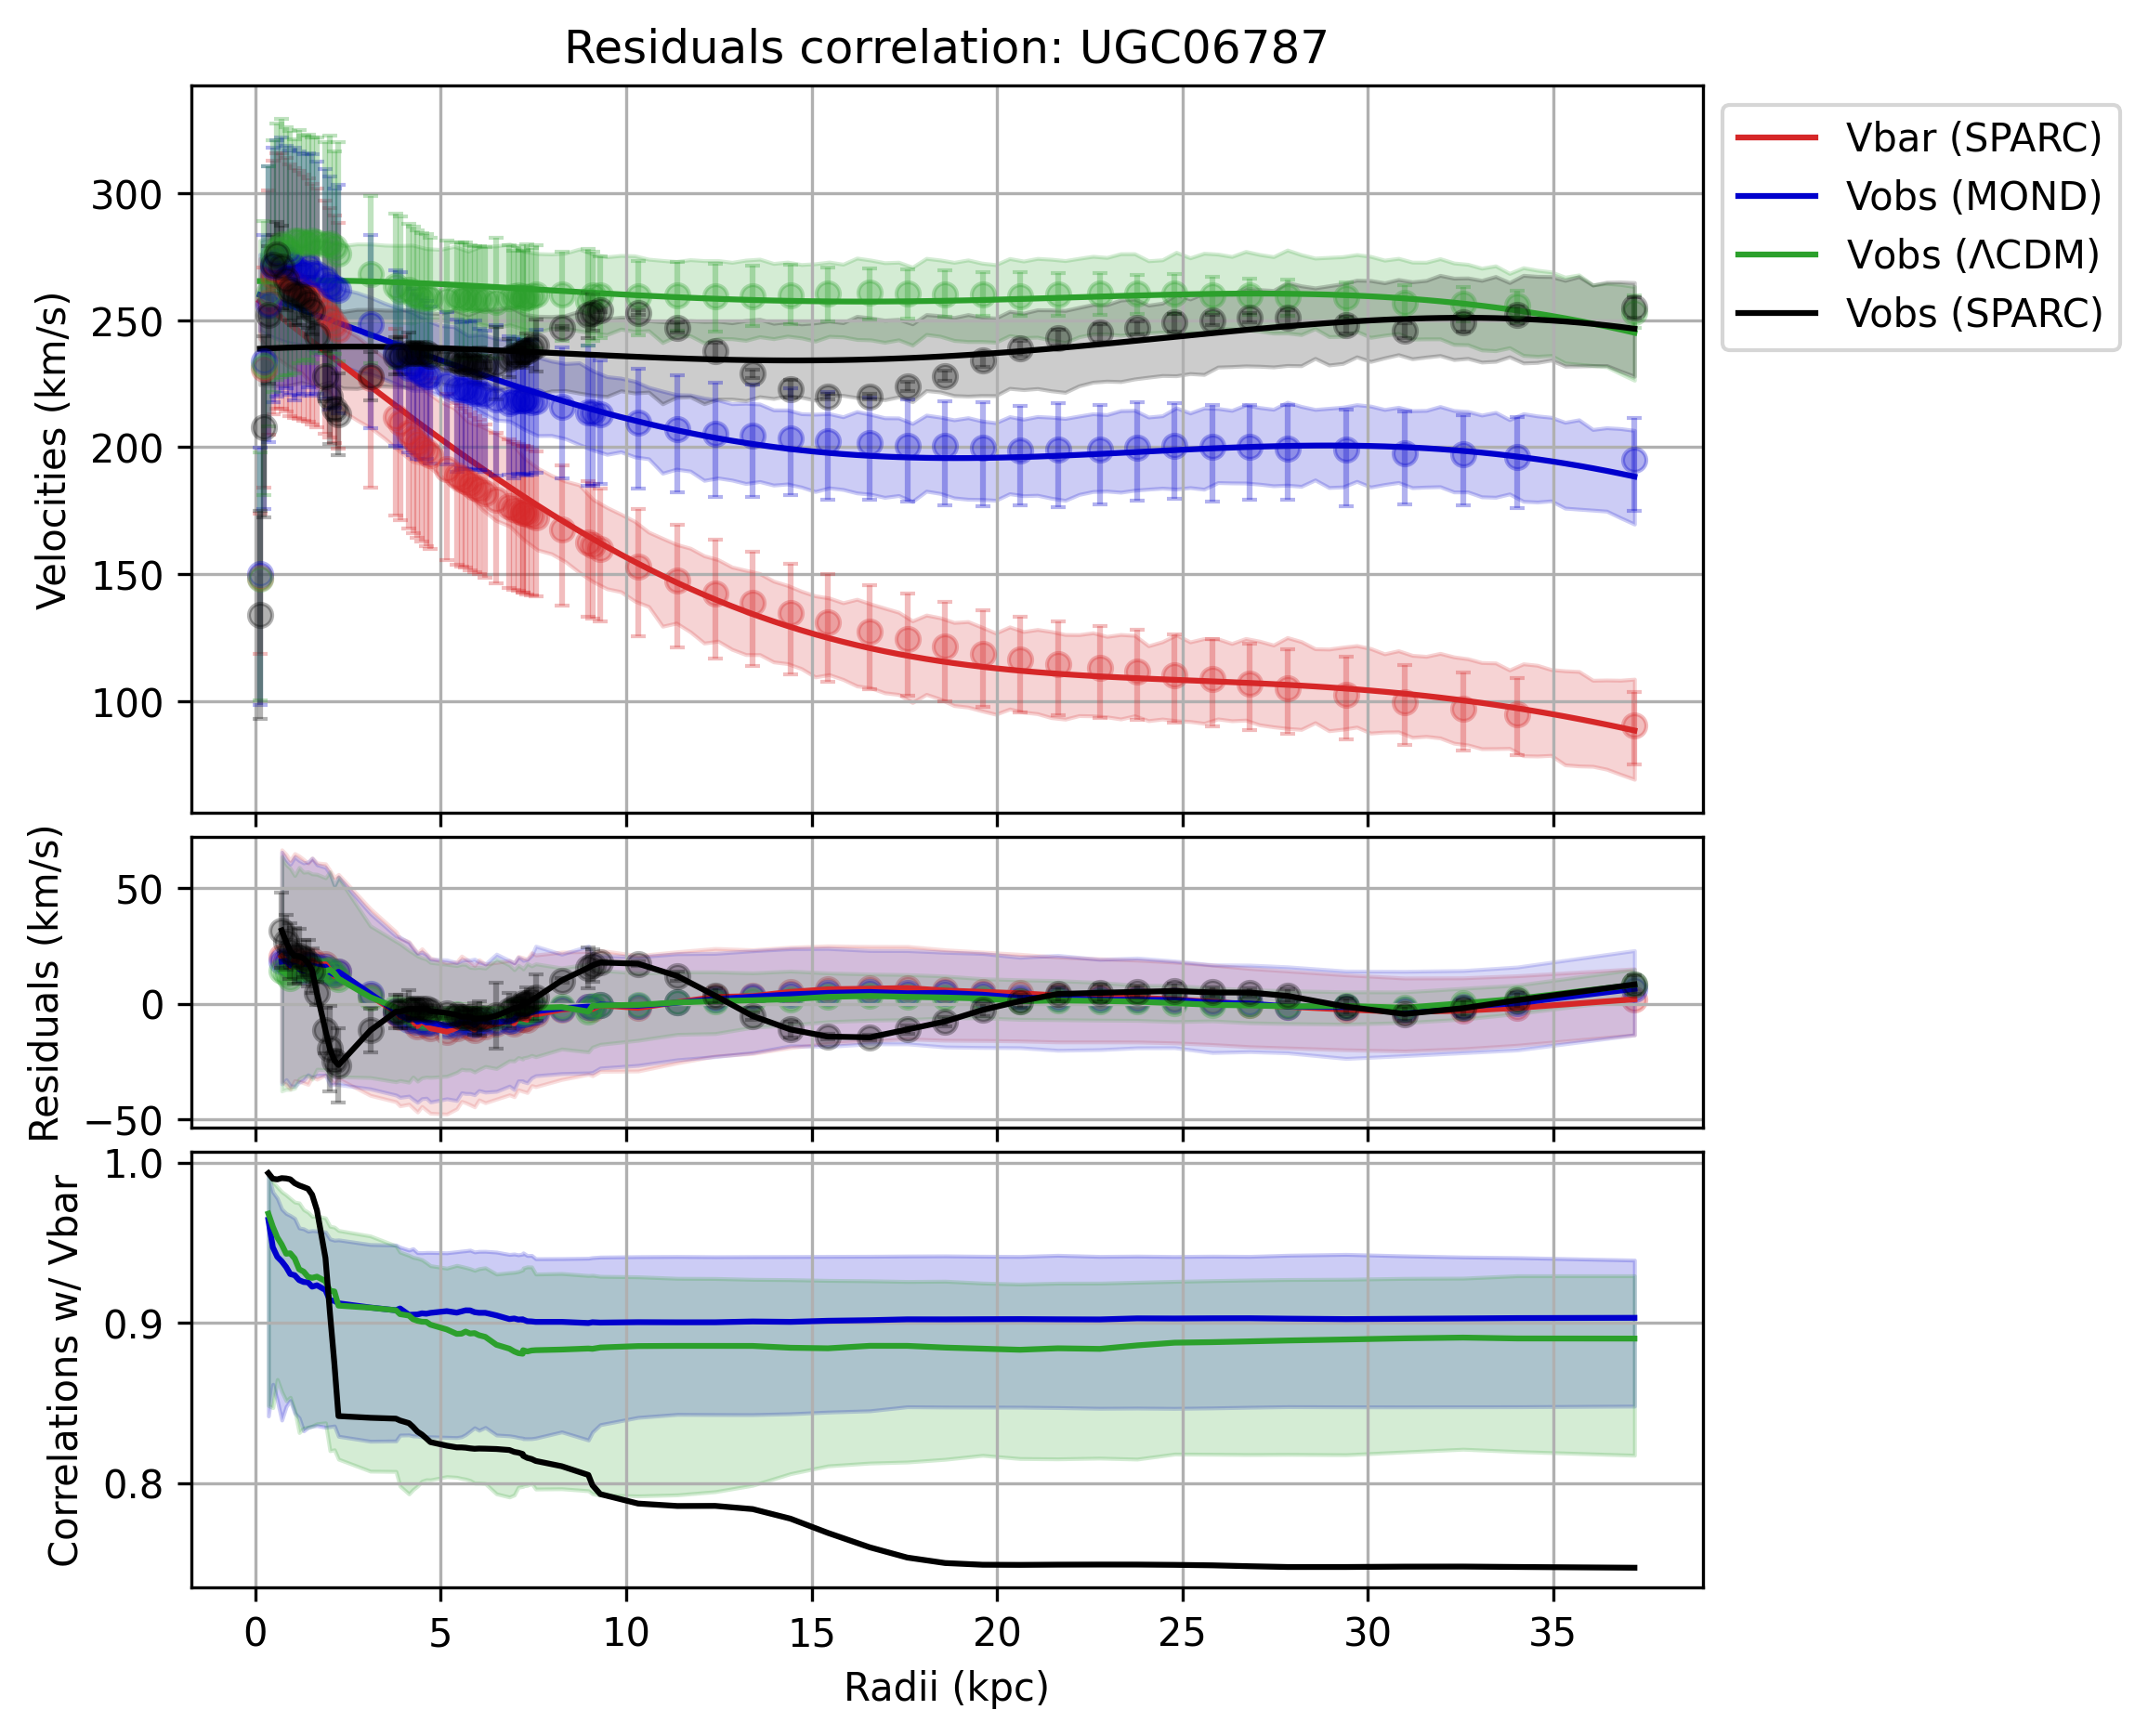 Residuals correlation: UGC06787
Vbar (SPARC)
Vobs (MOND)
Vobs (ΛCDM)
Vobs (SPARC)
Velocities (km/s)
300
250
200
150
100
Residuals (km/s)
50
0
−50
Correlations w/ Vbar
1.0
0.9
0.8
0 5 10 15 20 25 30 35
Radii (kpc)